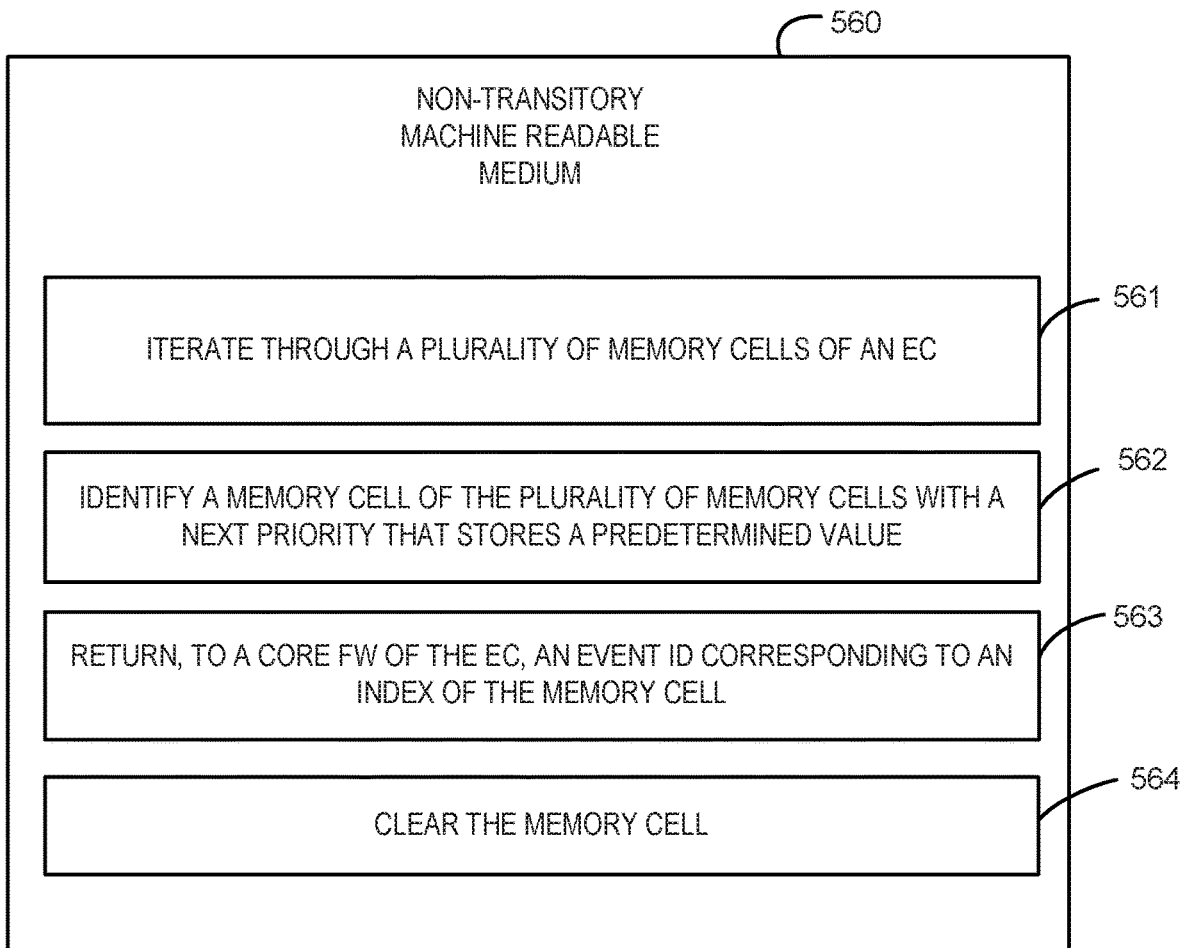 560
NON-TRANSITORY
MACHINE READABLE
MEDIUM
561
ITERATE THROUGH A PLURALITY OF MEMORY CELLS OF AN EC
562
IDENTIFY A MEMORY CELL OF THE PLURALITY OF MEMORY CELLS WITH A
NEXT PRIORITY THAT STORES A PREDETERMINED VALUE
563
RETURN, TO A CORE FW OF THE EC, AN EVENT ID CORRESPONDING TO AN
INDEX OF THE MEMORY CELL
564
CLEAR THE MEMORY CELL